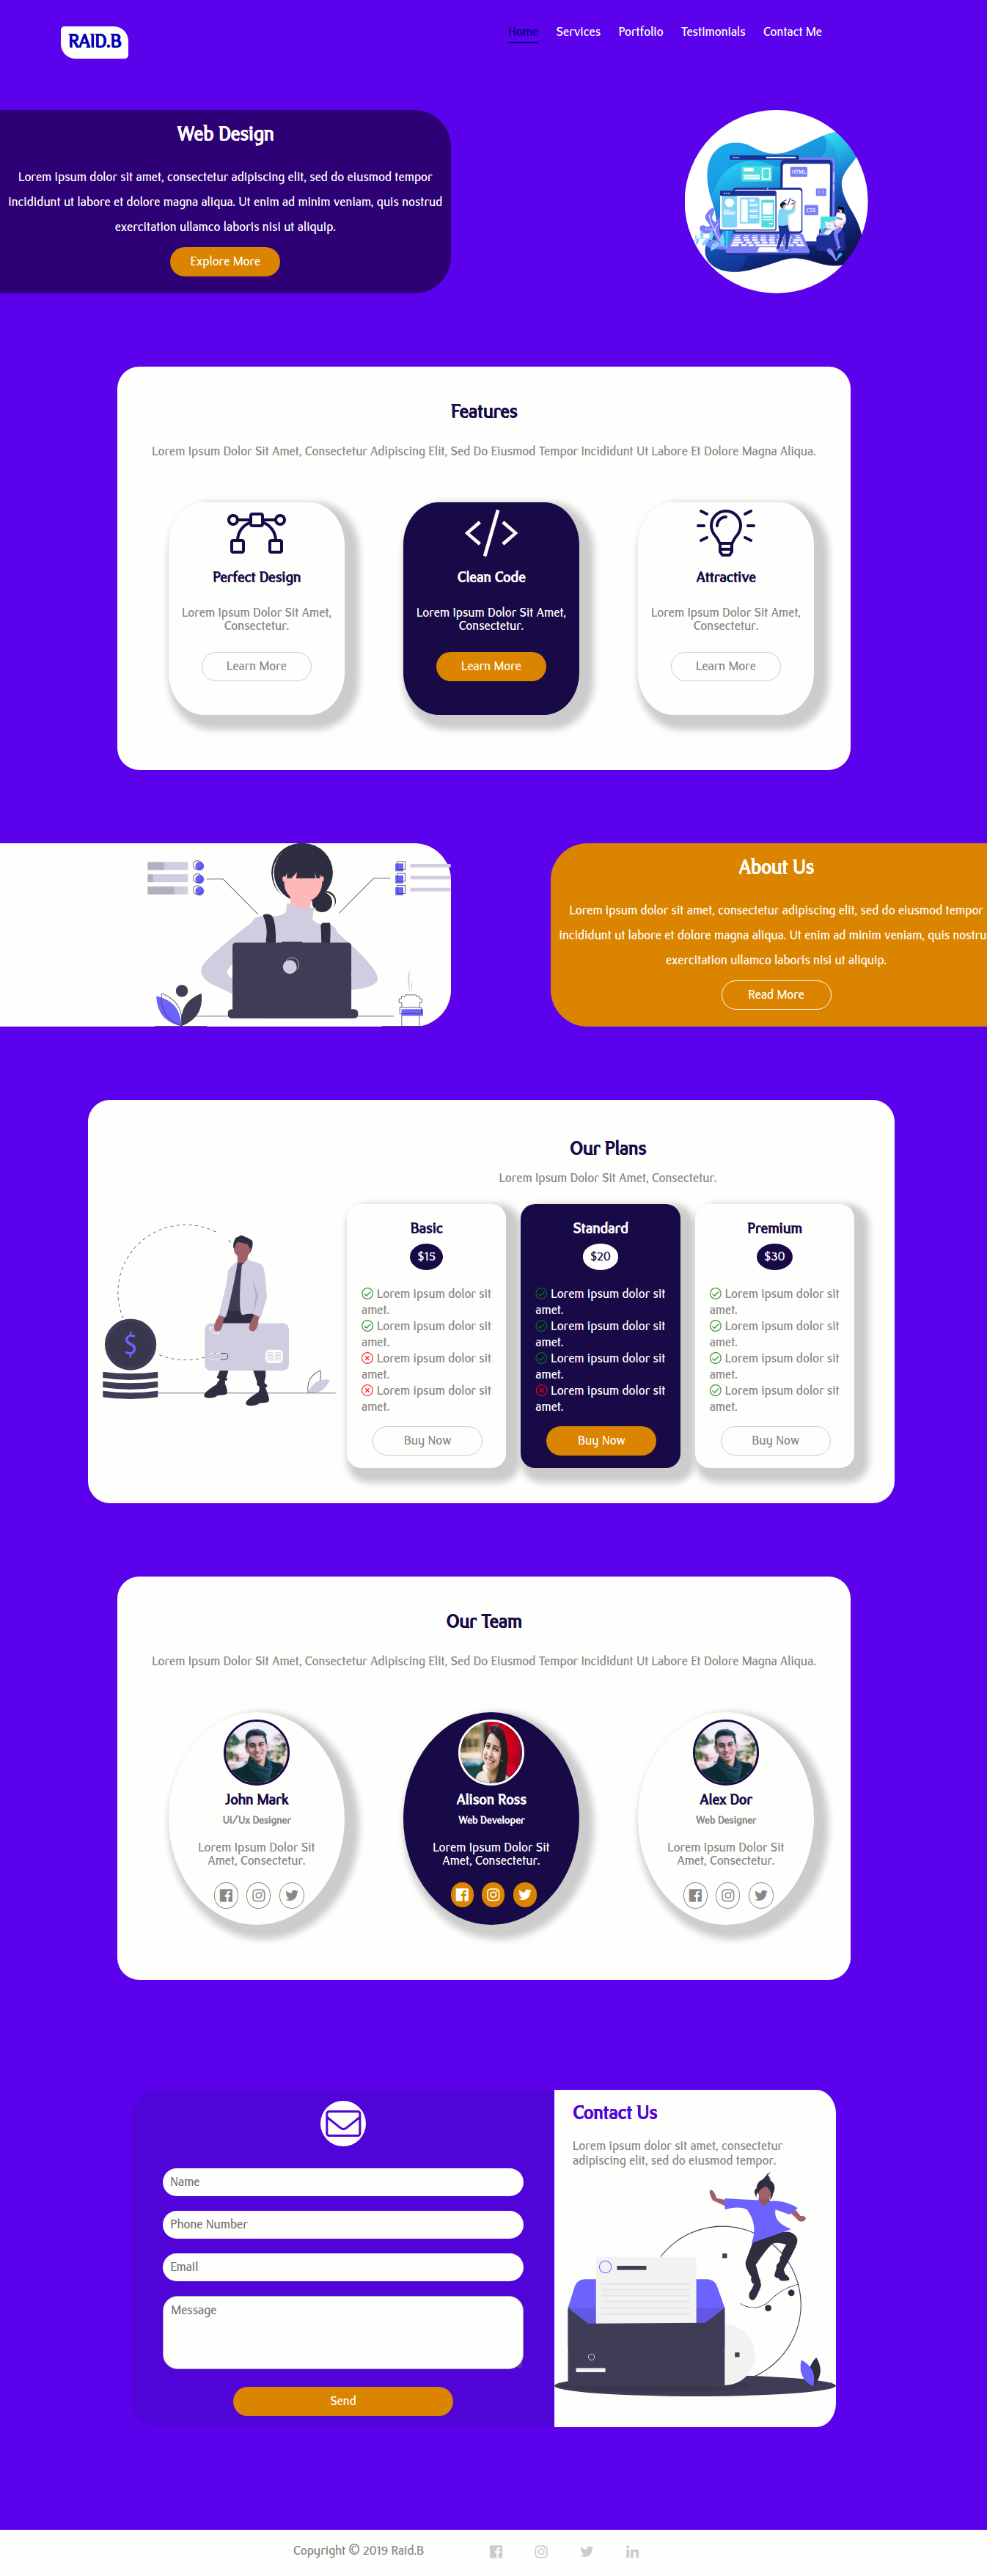 RAID.B
Home Services Portfolio Testimonials Contact Me
Web Design
Lorem ipsum dolor sit amet, consectetur adipiscing elit, sed do eiusmod tempor
incididunt ut labore et dolore magna aliqua. Ut enim ad minim veniam, quis nostrud
exercitation ullamco laboris nisi ut aliquip.
Explore More
HTML
</>
{ }
CSS
Features
Lorem Ipsum Dolor Sit Amet, Consectetur Adipiscing Elit, Sed Do Eiusmod Tempor Incididunt Ut Labore Et Dolore Magna Aliqua.
Perfect Design
Lorem Ipsum Dolor Sit Amet,
Consectetur.
Learn More
Clean Code
Lorem Ipsum Dolor Sit Amet,
Consectetur.
Learn More
Attractive
Lorem Ipsum Dolor Sit Amet,
Consectetur.
Learn More
About Us
Lorem ipsum dolor sit amet, consectetur adipiscing elit, sed do eiusmod tempor
incididunt ut labore et dolore magna aliqua. Ut enim ad minim veniam, quis nostru
exercitation ullamco laboris nisi ut aliquip.
Read More
Our Plans
Lorem Ipsum Dolor Sit Amet, Consectetur.
$
Basic
$15
Lorem ipsum dolor sit
amet.
Lorem ipsum dolor sit
amet.
Lorem ipsum dolor sit
amet.
Lorem ipsum dolor sit
amet.
Buy Now
Standard
$20
Lorem ipsum dolor sit
amet.
Lorem ipsum dolor sit
amet.
Lorem ipsum dolor sit
amet.
Lorem ipsum dolor sit
amet.
Buy Now
Premium
$30
Lorem ipsum dolor sit
amet.
Lorem ipsum dolor sit
amet.
Lorem ipsum dolor sit
amet.
Lorem ipsum dolor sit
amet.
Buy Now
Our Team
Lorem Ipsum Dolor Sit Amet, Consectetur Adipiscing Elit, Sed Do Eiusmod Tempor Incididunt Ut Labore Et Dolore Magna Aliqua.
John Mark
Ui/Ux Designer
Lorem Ipsum Dolor Sit
Amet, Consectetur.
Alison Ross
Web Developer
Lorem Ipsum Dolor Sit
Amet, Consectetur.
Alex Dor
Web Designer
Lorem Ipsum Dolor Sit
Amet, Consectetur.
Name
Phone Number
Email
Message
Send
Contact Us
Lorem ipsum dolor sit amet, consectetur
adipiscing elit, sed do eiusmod tempor.
Copyright © 2019 Raid.B